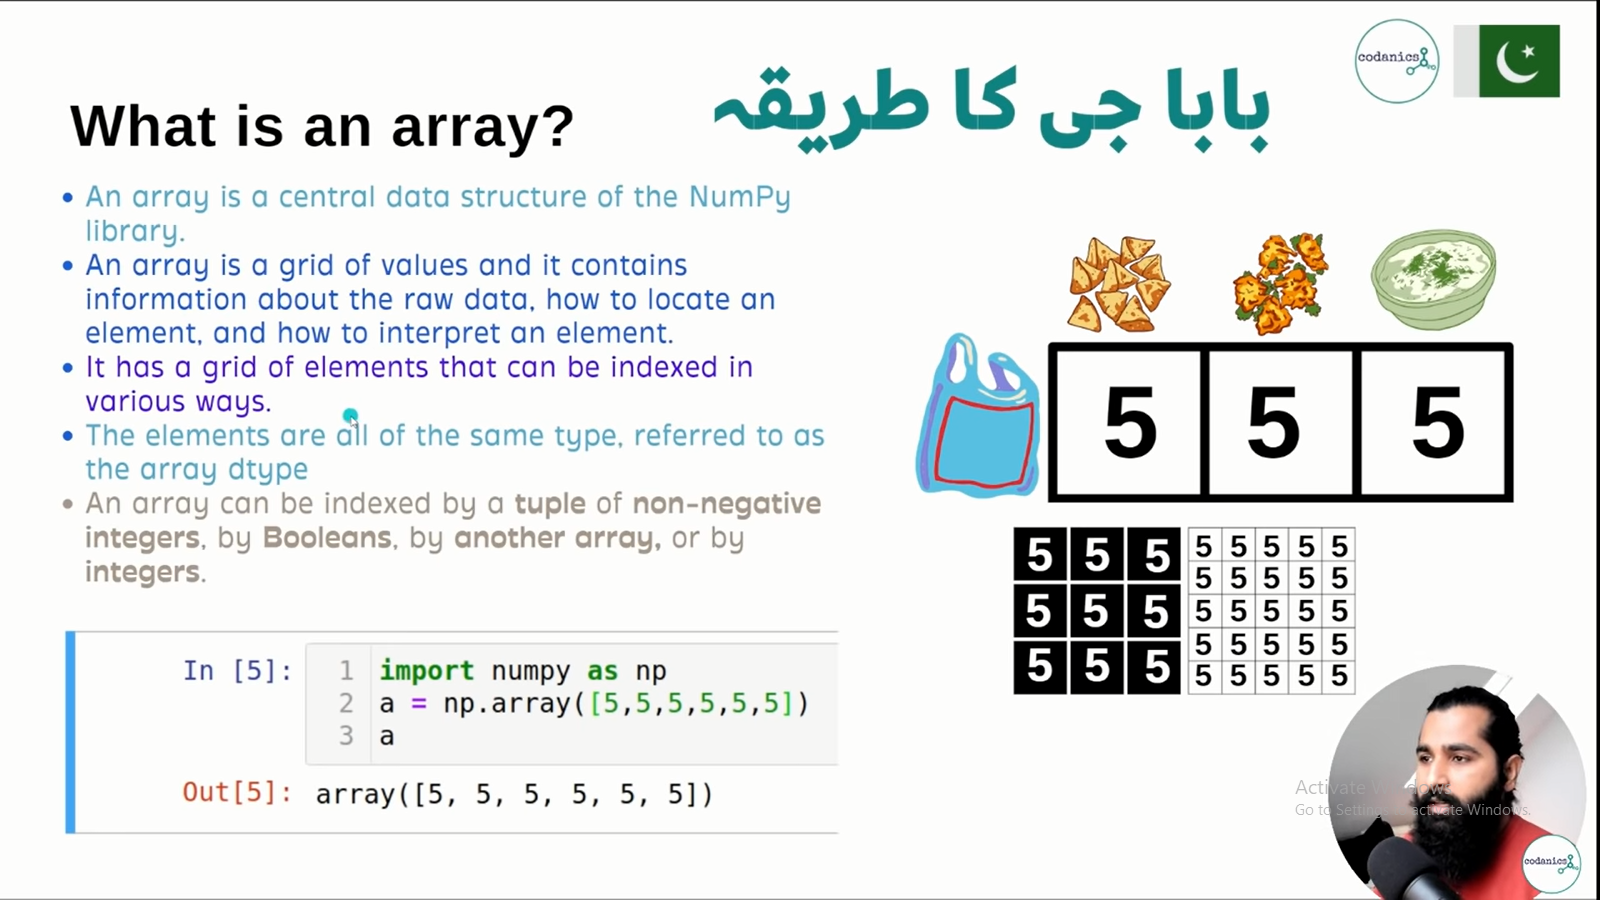 codanics
What is an array?
بابا جی کا طریقہ
• An array is a central data structure of the NumPy
library.
• An array is a grid of values and it contains
information about the raw data, how to locate an
element, and how to interpret an element.
• It has a grid of elements that can be indexed in
various ways.
• The elements are all of the same type, referred to as
the array dtype
• An array can be indexed by a tuple of non-negative
integers, by Booleans, by another array, or by
integers.
In [5]:
1 import numpy as np
2 a = np.array([5,5,5,5,5,5])
3 a
Out[5]: array([5, 5, 5, 5, 5, 5])
5 5 5
5 5 5
5 5 5
5 5 5
5 5 5 5 5
5 5 5 5 5
5 5 5 5 5
5 5 5 5 5
5 5 5 5 5
Activate Windows
Go to Settings activate Windows.
codanics